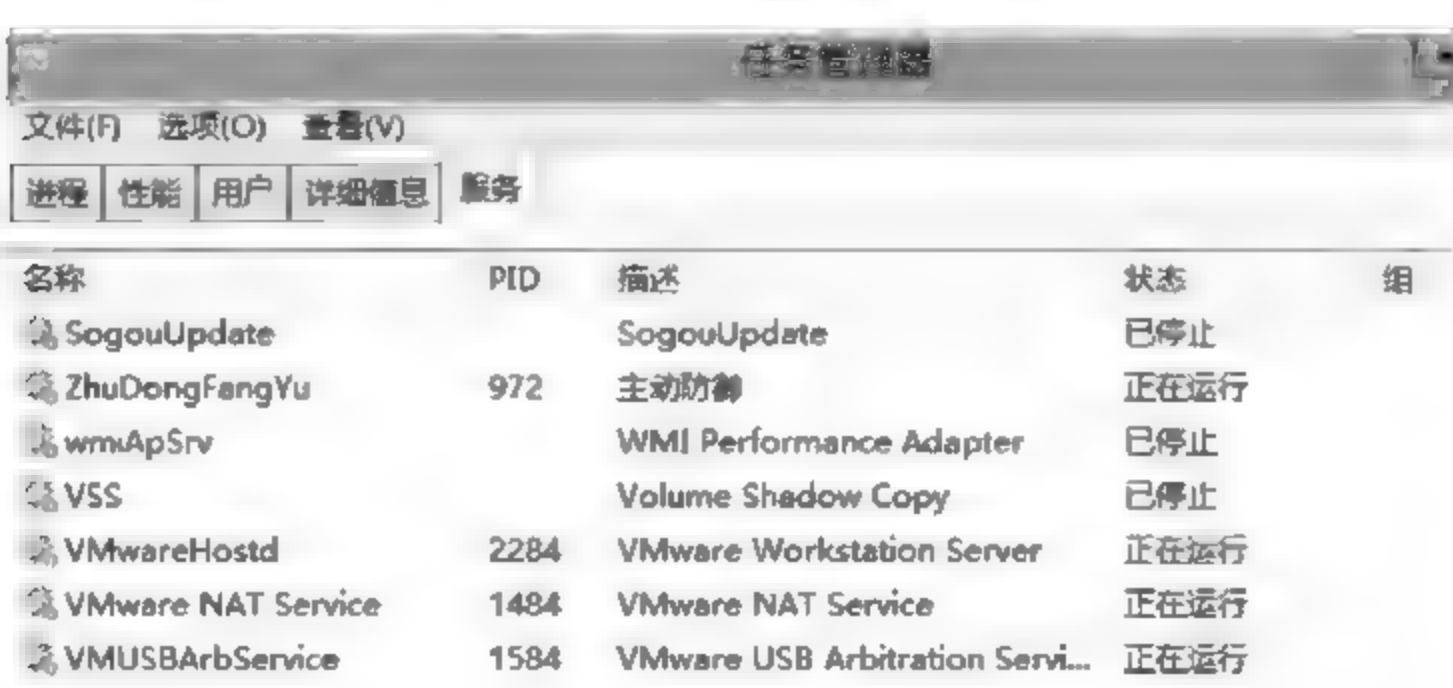 任务管理器
文件(F) 选项(O) 查看(V)
进程 性能 用户 详细信息 服务
名称 PID 描述 状态 组
SogouUpdate SogouUpdate 已停止
ZhuDongFangYu 972 主动防御 正在运行
wmiApSrv WMI Performance Adapter 已停止
VSS Volume Shadow Copy 已停止
VMwareHostd 2284 VMware Workstation Server 正在运行
VMware NAT Service 1484 VMware NAT Service 正在运行
VMUSBArbService 1584 VMware USB Arbitration Servi... 正在运行